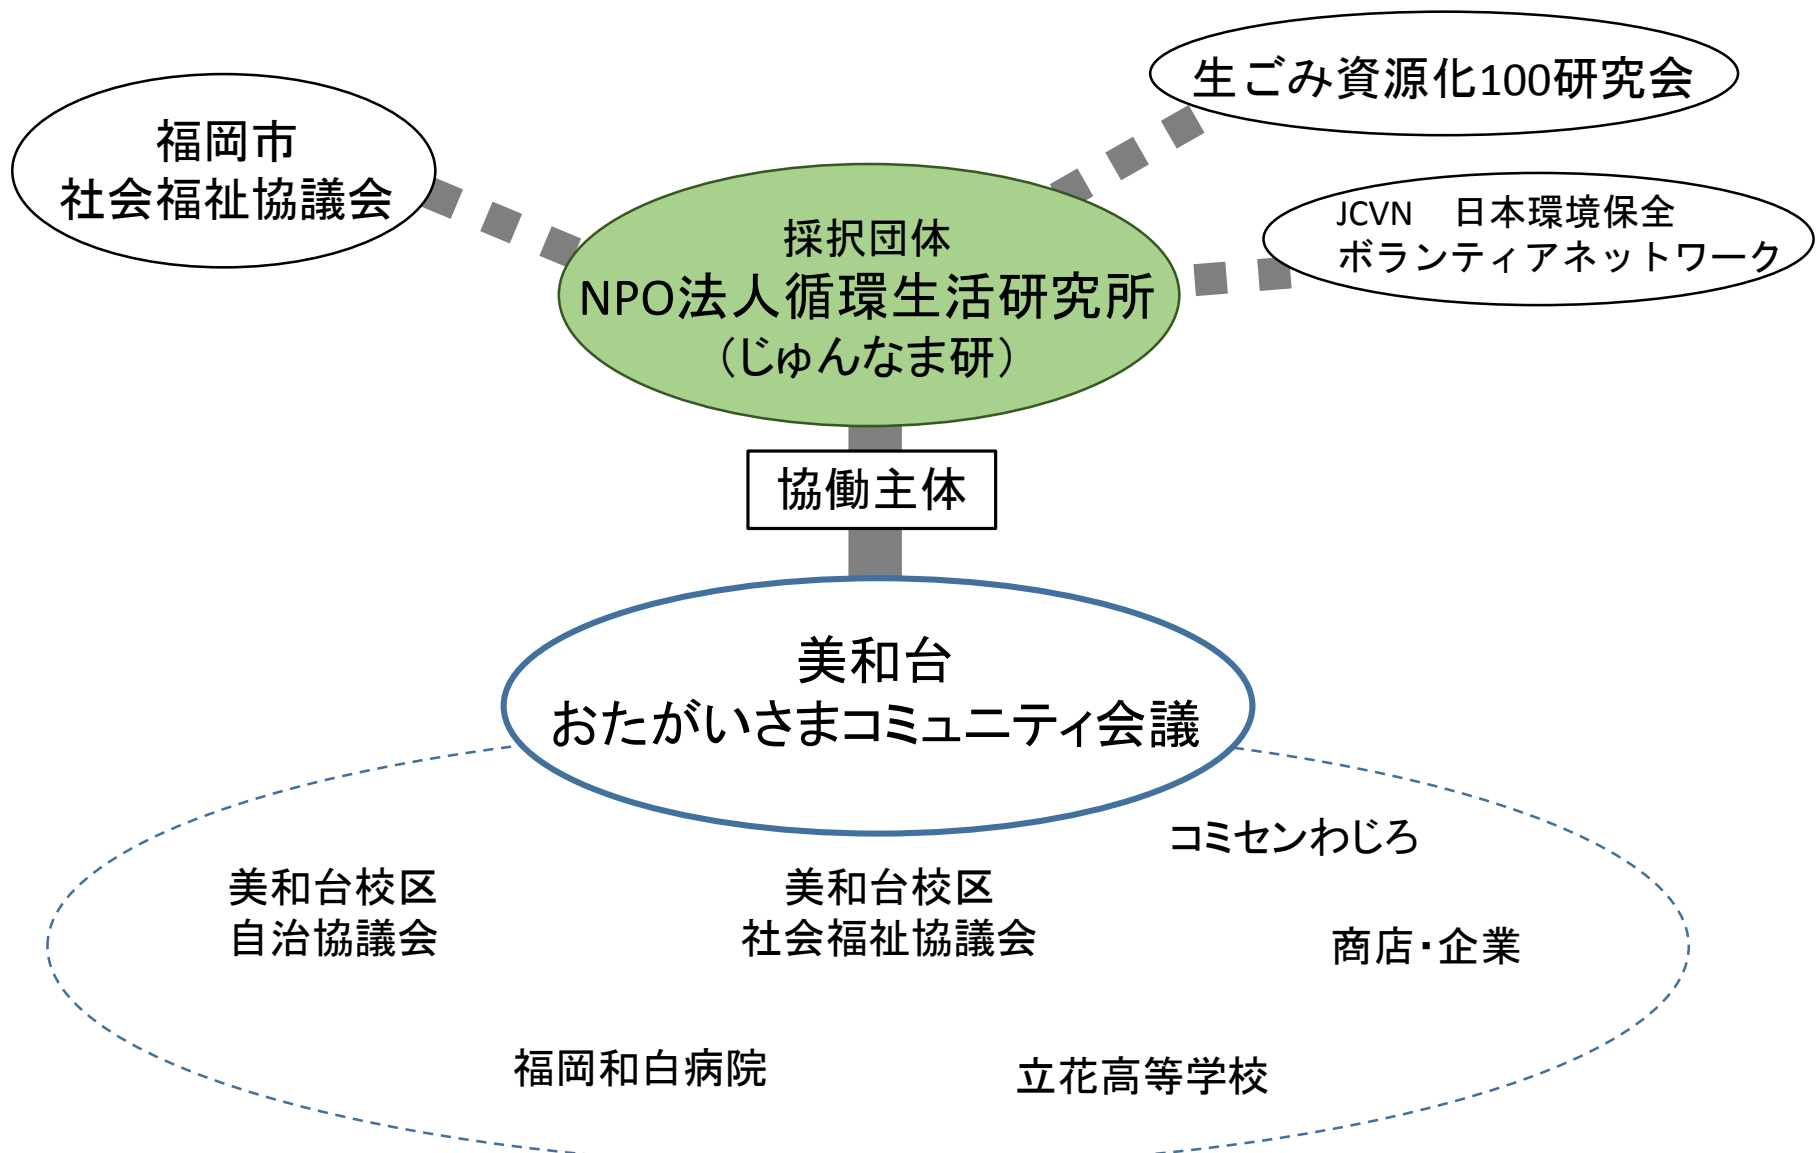 生ごみ資源化100研究会
福岡市
社会福祉協議会
JCVN　日本環境保全
ボランティアネットワーク
採択団体
NPO法人循環生活研究所
（じゅんなま研）
協働主体
美和台
おたがいさまコミュニティ会議
コミセンわじろ
美和台校区
自治協議会
美和台校区
社会福祉協議会
商店・企業
福岡和白病院
立花高等学校